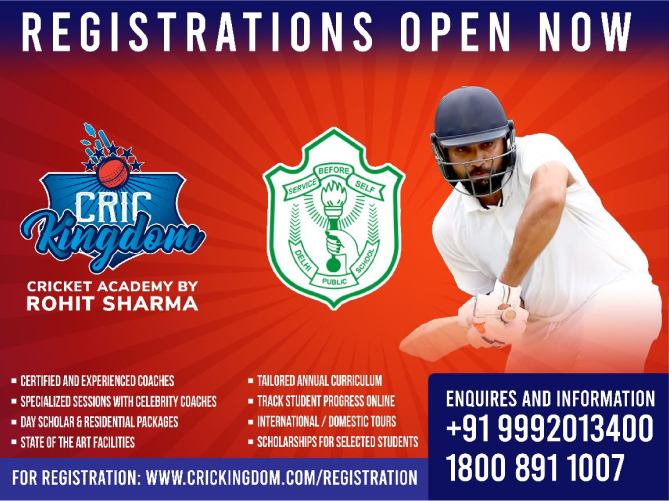 REGISTRATIONS OPEN NOW
CRIC
Kingdom
CRICKET ACADEMY BY
ROHIT SHARMA
SERVICE BEFORE SELF
DELHI PUBLIC SCHOOL
▪ CERTIFIED AND EXPERIENCED COACHES
▪ SPECIALIZED SESSIONS WITH CELEBRITY COACHES
▪ DAY SCHOLAR & RESIDENTIAL PACKAGES
▪ STATE OF THE ART FACILITIES
▪ TAILORED ANNUAL CURRICULUM
▪ TRACK STUDENT PROGRESS ONLINE
▪ INTERNATIONAL / DOMESTIC TOURS
▪ SCHOLARSHIPS FOR SELECTED STUDENTS
ENQUIRES AND INFORMATION
+91 9992013400
1800 891 1007
FOR REGISTRATION: WWW.CRICKINGDOM.COM/REGISTRATION